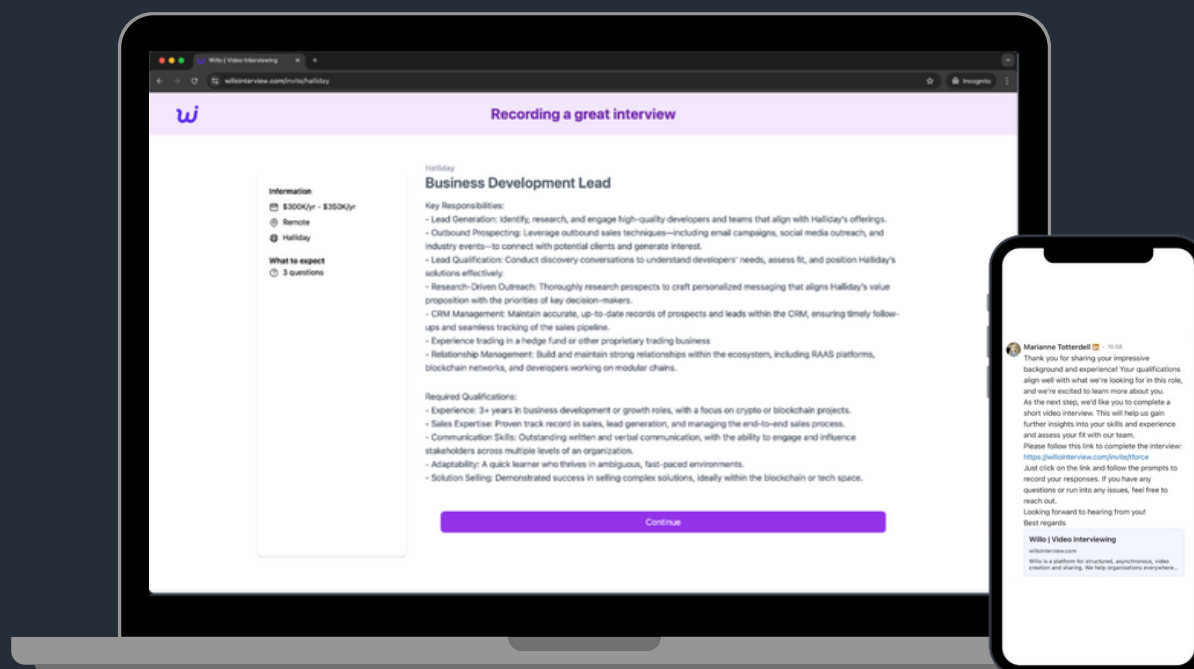 Willo | Video Interviewing
willointerview.com/invite/halliday
Incognito
Recording a great interview
Information
$300K/yr - $350K/yr
Remote
Halliday
What to expect
3 questions
Halliday
Business Development Lead
Key Responsibilities:
- Lead Generation: Identify, research, and engage high-quality developers and teams that align with Halliday's offerings.
- Outbound Prospecting: Leverage outbound sales techniques—including email campaigns, social media outreach, and
industry events—to connect with potential clients and generate interest.
- Lead Qualification: Conduct discovery conversations to understand developers' needs, assess fit, and position Halliday's
solutions effectively.
- Research-Driven Outreach: Thoroughly research prospects to craft personalized messaging that aligns Halliday's value
proposition with the priorities of key decision-makers.
- CRM Management: Maintain accurate, up-to-date records of prospects and leads within the CRM, ensuring timely follow-
ups and seamless tracking of the sales pipeline.
- Experience trading in a hedge fund or other proprietary trading business
- Relationship Management: Build and maintain strong relationships within the ecosystem, including RAAS platforms,
blockchain networks, and developers working on modular chains.
Required Qualifications:
- Experience: 3+ years in business development or growth roles, with a focus on crypto or blockchain projects.
- Sales Expertise: Proven track record in sales, lead generation, and managing the end-to-end sales process.
- Communication Skills: Outstanding written and verbal communication, with the ability to engage and influence
stakeholders across multiple levels of an organization.
- Adaptability: A quick learner who thrives in ambiguous, fast-paced environments.
- Solution Selling: Demonstrated success in selling complex solutions, ideally within the blockchain or tech space.
Continue
Marianne Totterdell in • 15:58
Thank you for sharing your impressive
background and experience! Your qualifications
align well with what we're looking for in this role,
and we're excited to learn more about you.
As the next step, we'd like you to complete a
short video interview. This will help us gain
further insights into your skills and experience
and assess your fit with our team.
Please follow this link to complete the interview:
https://willointerview.com/invite/tforce
Just click on the link and follow the prompts to
record your responses. If you have any
questions or run into any issues, feel free to
reach out.
Looking forward to hearing from you!
Best regards
Willo | Video Interviewing
willointerview.com
Willo is a platform for structured, asynchronous, video
creation and sharing. We help organisations everywhere...